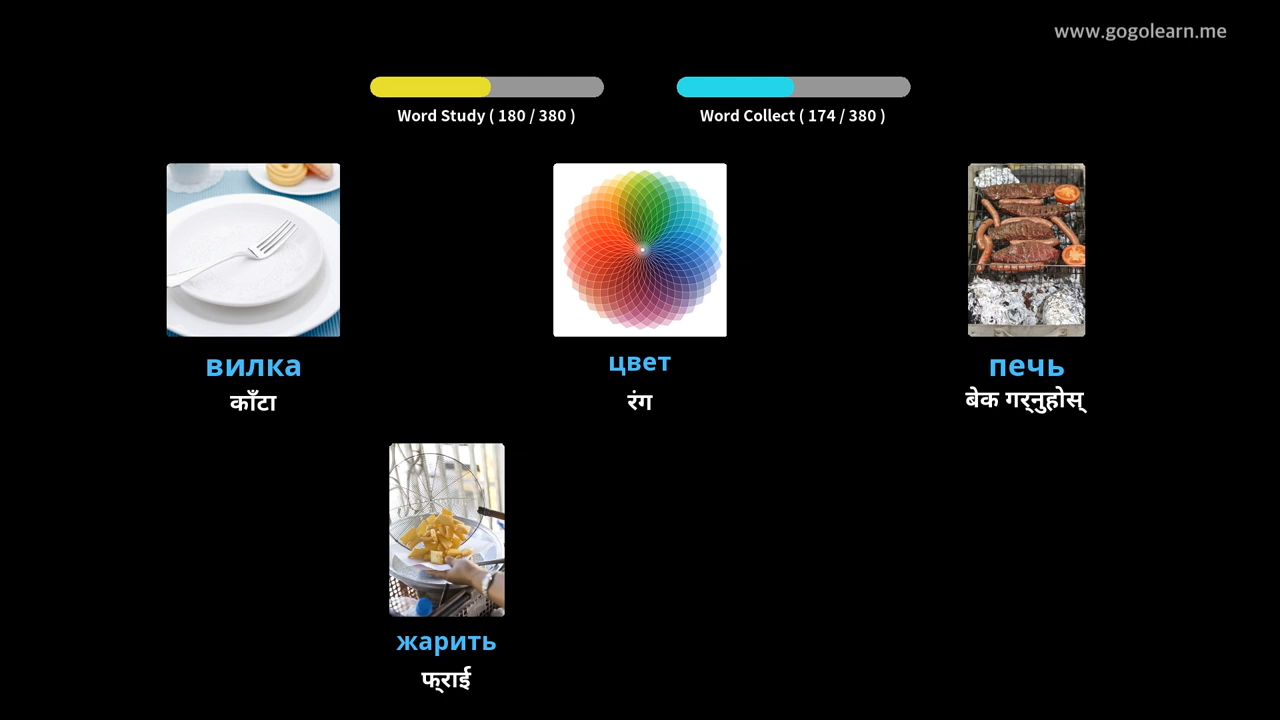 www.gogolearn.me
Word Study ( 180 / 380 )
Word Collect ( 174 / 380 )
вилка
цвет
печь
काँटा
रंग
बेक गर्नुहोस्
жарить
फ्राई